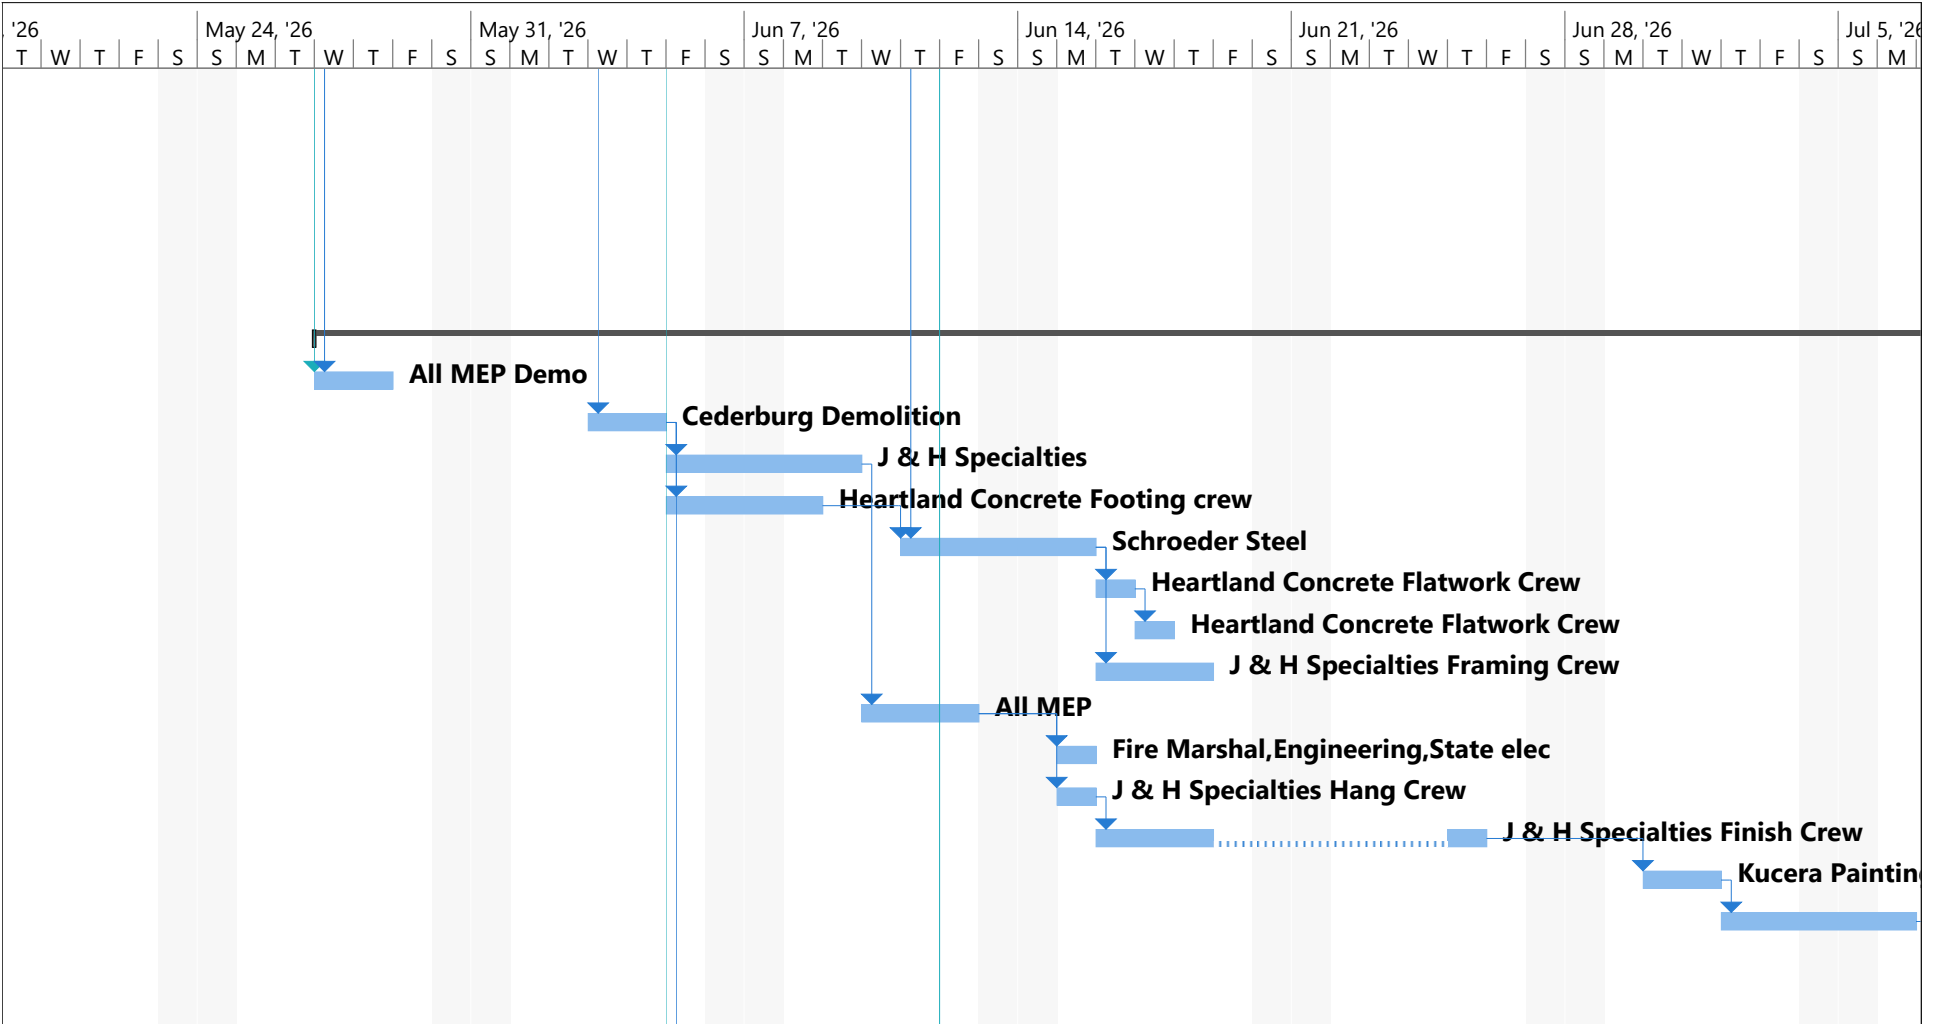 , '26 May 24, '26 May 31, '26 Jun 7, '26 Jun 14, '26 Jun 21, '26 Jun 28, '26 Jul 5, '26
T W T F S S M T W T F S S M T W T F S S M T W T F S S M T W T F S S M T W T F S S M T W T F S S M
All MEP Demo
Cederburg Demolition
J & H Specialties
Heartland Concrete Footing crew
Schroeder Steel
Heartland Concrete Flatwork Crew
Heartland Concrete Flatwork Crew
J & H Specialties Framing Crew
All MEP
Fire Marshal,Engineering,State elec
J & H Specialties Hang Crew
J & H Specialties Finish Crew
Kucera Painting